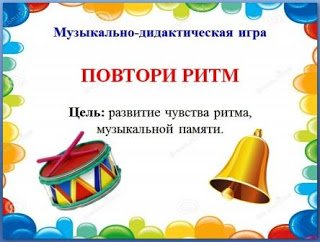 Музыкально-дидактическая игра
ПОВТОРИ РИТМ
Цель: развитие чувства ритма,
музыкальной памяти.